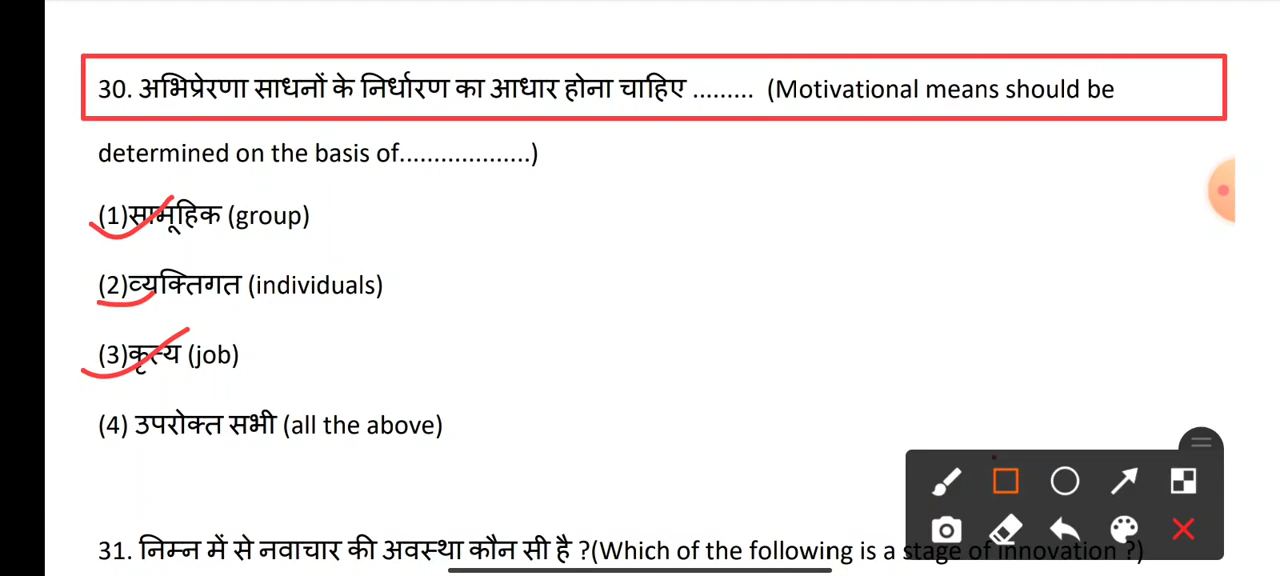 30. अभिप्रेरणा साधनों के निर्धारण का आधार होना चाहिए ......... (Motivational means should be
determined on the basis of...................)
(1)सामूहिक (group)
(2)व्यक्तिगत (individuals)
(3)कृत्य (job)
(4) उपरोक्त सभी (all the above)
31. निम्न में से नवाचार की अवस्था कौन सी है ?(Which of the following is a stage of innovation ?)